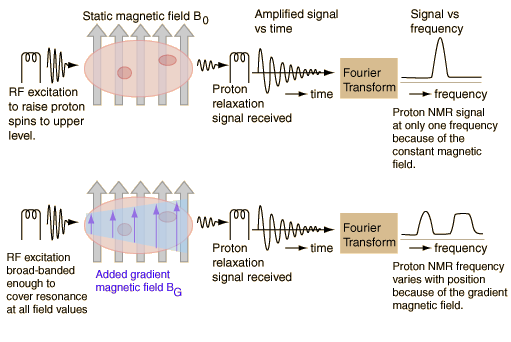 Static magnetic field B0
Amplified signal
vs time
Signal vs
frequency
RF excitation
to raise proton
spins to upper
level.
Proton
relaxation
signal received
time
Fourier
Transform
frequency
Proton NMR signal
at only one frequency
because of the
constant magnetic
field.
RF excitation
broad-banded
enough to
cover resonance
at all field values
Added gradient
magnetic field BG
Proton
relaxation
signal received
time
Fourier
Transform
frequency
Proton NMR frequency
varies with position
because of the gradient
magnetic field.